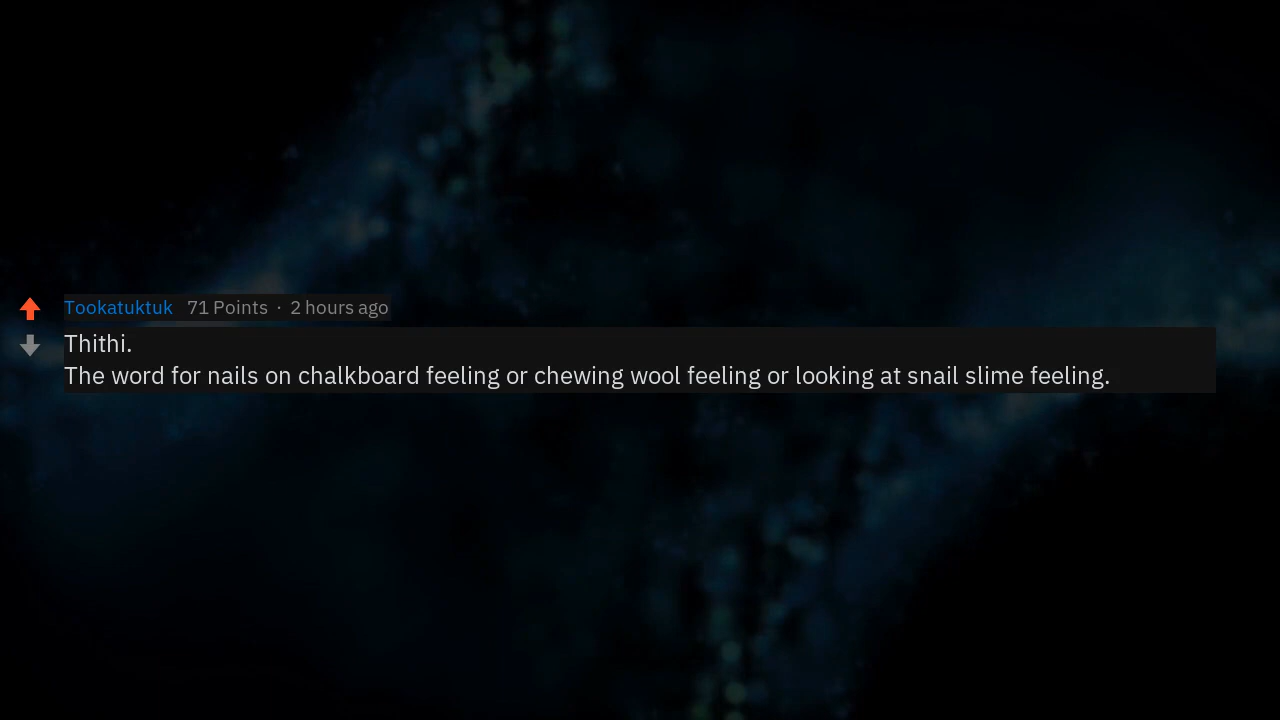 Tookatuktuk 71 Points · 2 hours ago
Thithi.
The word for nails on chalkboard feeling or chewing wool feeling or looking at snail slime feeling.